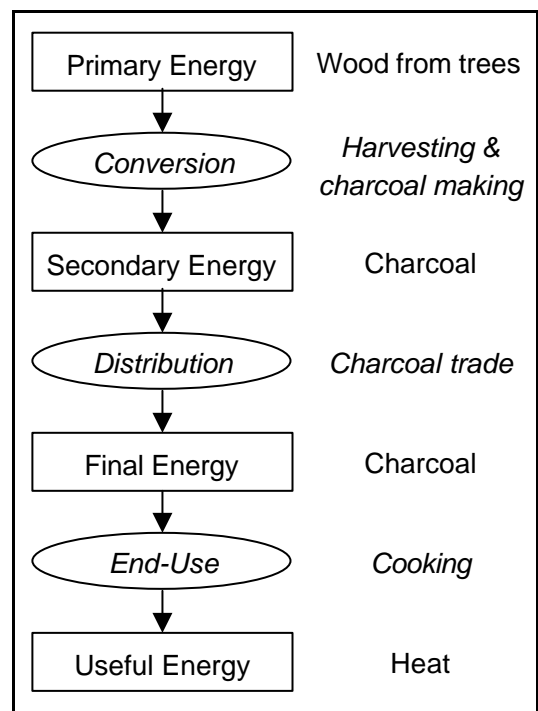 Primary Energy Wood from trees
Conversion Harvesting &
charcoal making
Secondary Energy Charcoal
Distribution Charcoal trade
Final Energy Charcoal
End-Use Cooking
Useful Energy Heat